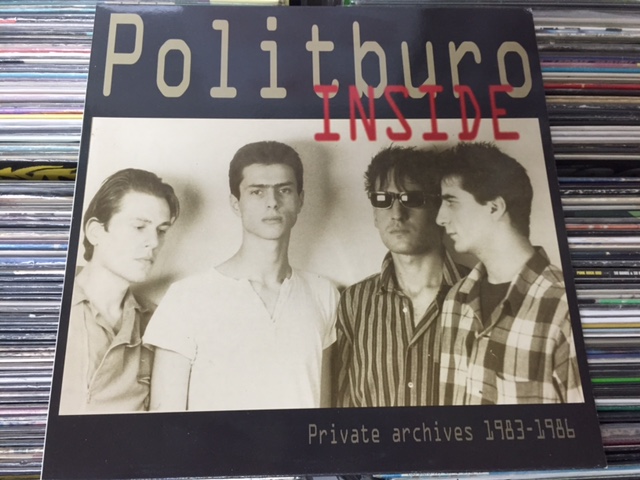 Politburo
INSIDE
Private archives 1983-1986